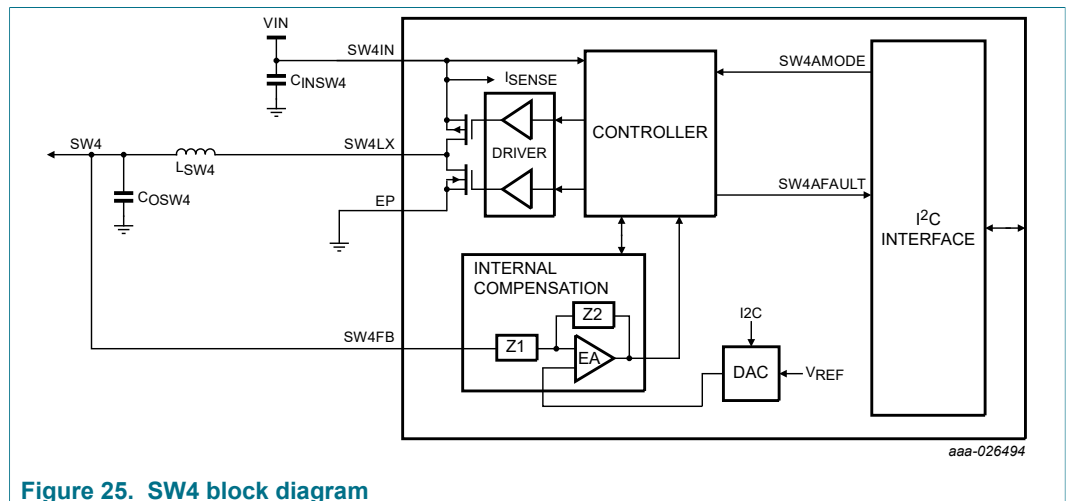 VIN
SW4IN
CINSW4
ISENSE
SW4AMODE
CONTROLLER
SW4
LSW4
SW4LX
DRIVER
COSW4
SW4AFAULT
EP
I2C
INTERFACE
INTERNAL
COMPENSATION
Z2
I2C
SW4FB
Z1
EA
DAC
VREF
aaa-026494
Figure 25. SW4 block diagram